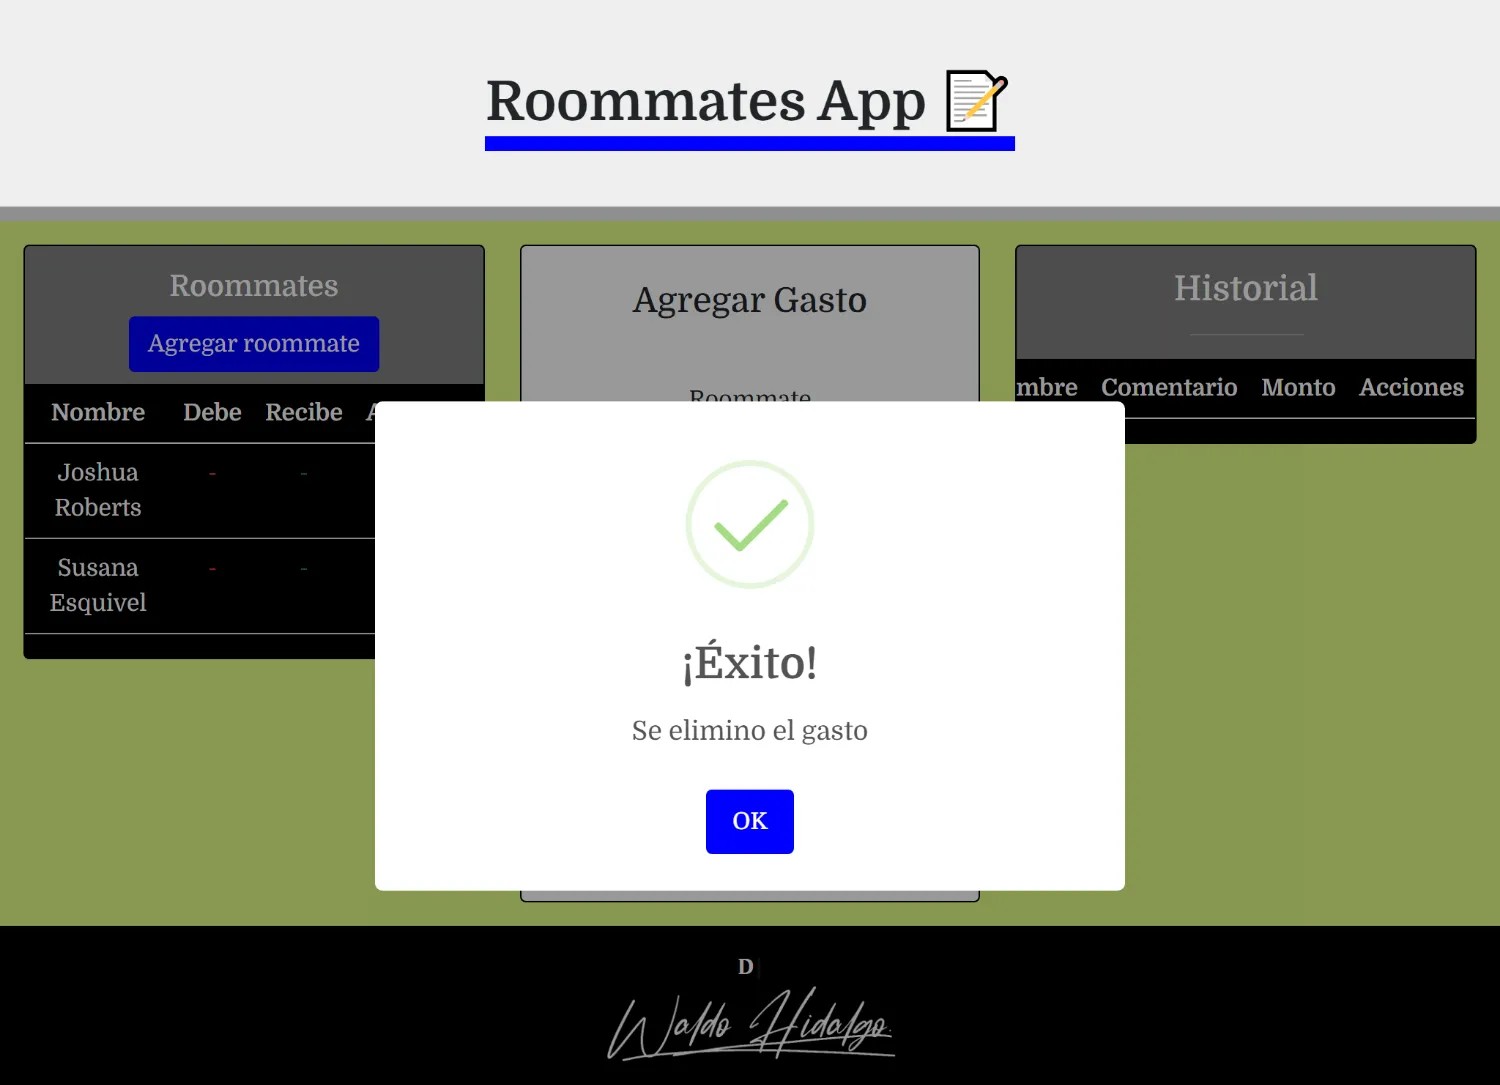 Roommates App
Roommates
Agregar roommate
Nombre Debe Recibe
Joshua Roberts - -
Susana Esquivel - -
Agregar Gasto
Roommate
Historial
mbre Comentario Monto Acciones
¡Éxito!
Se elimino el gasto
OK
D
Waldo Hidalgo